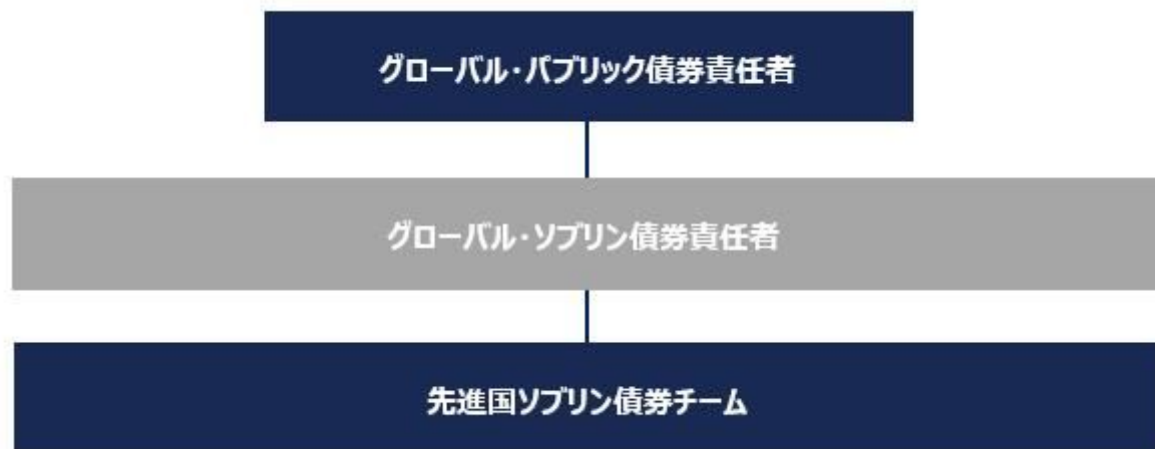 グローバル・パブリック債券責任者
グローバル・ソブリン債券責任者
先進国ソブリン債券チーム